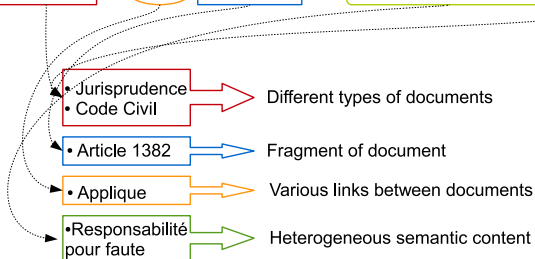 • Jurisprudence
• Code Civil
Different types of documents
• Article 1382
Fragment of document
• Applique
Various links between documents
•Responsabilité
pour faute
Heterogeneous semantic content